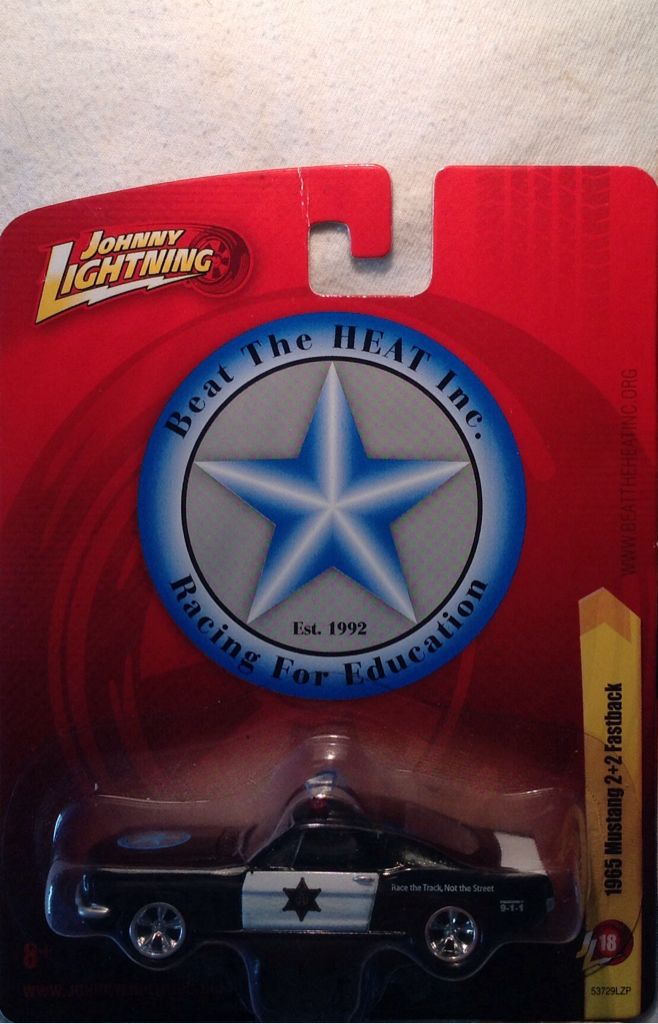 JOHNNY
LIGHTNING
Beat The HEAT Inc.
Est. 1992
Racing For Education
WWW.BEATTHEHEATINC.ORG
1965 Mustang 2+2 Fastback
Race the Track, Not the Street
9-1-1
JL 18
8+
53729LZP